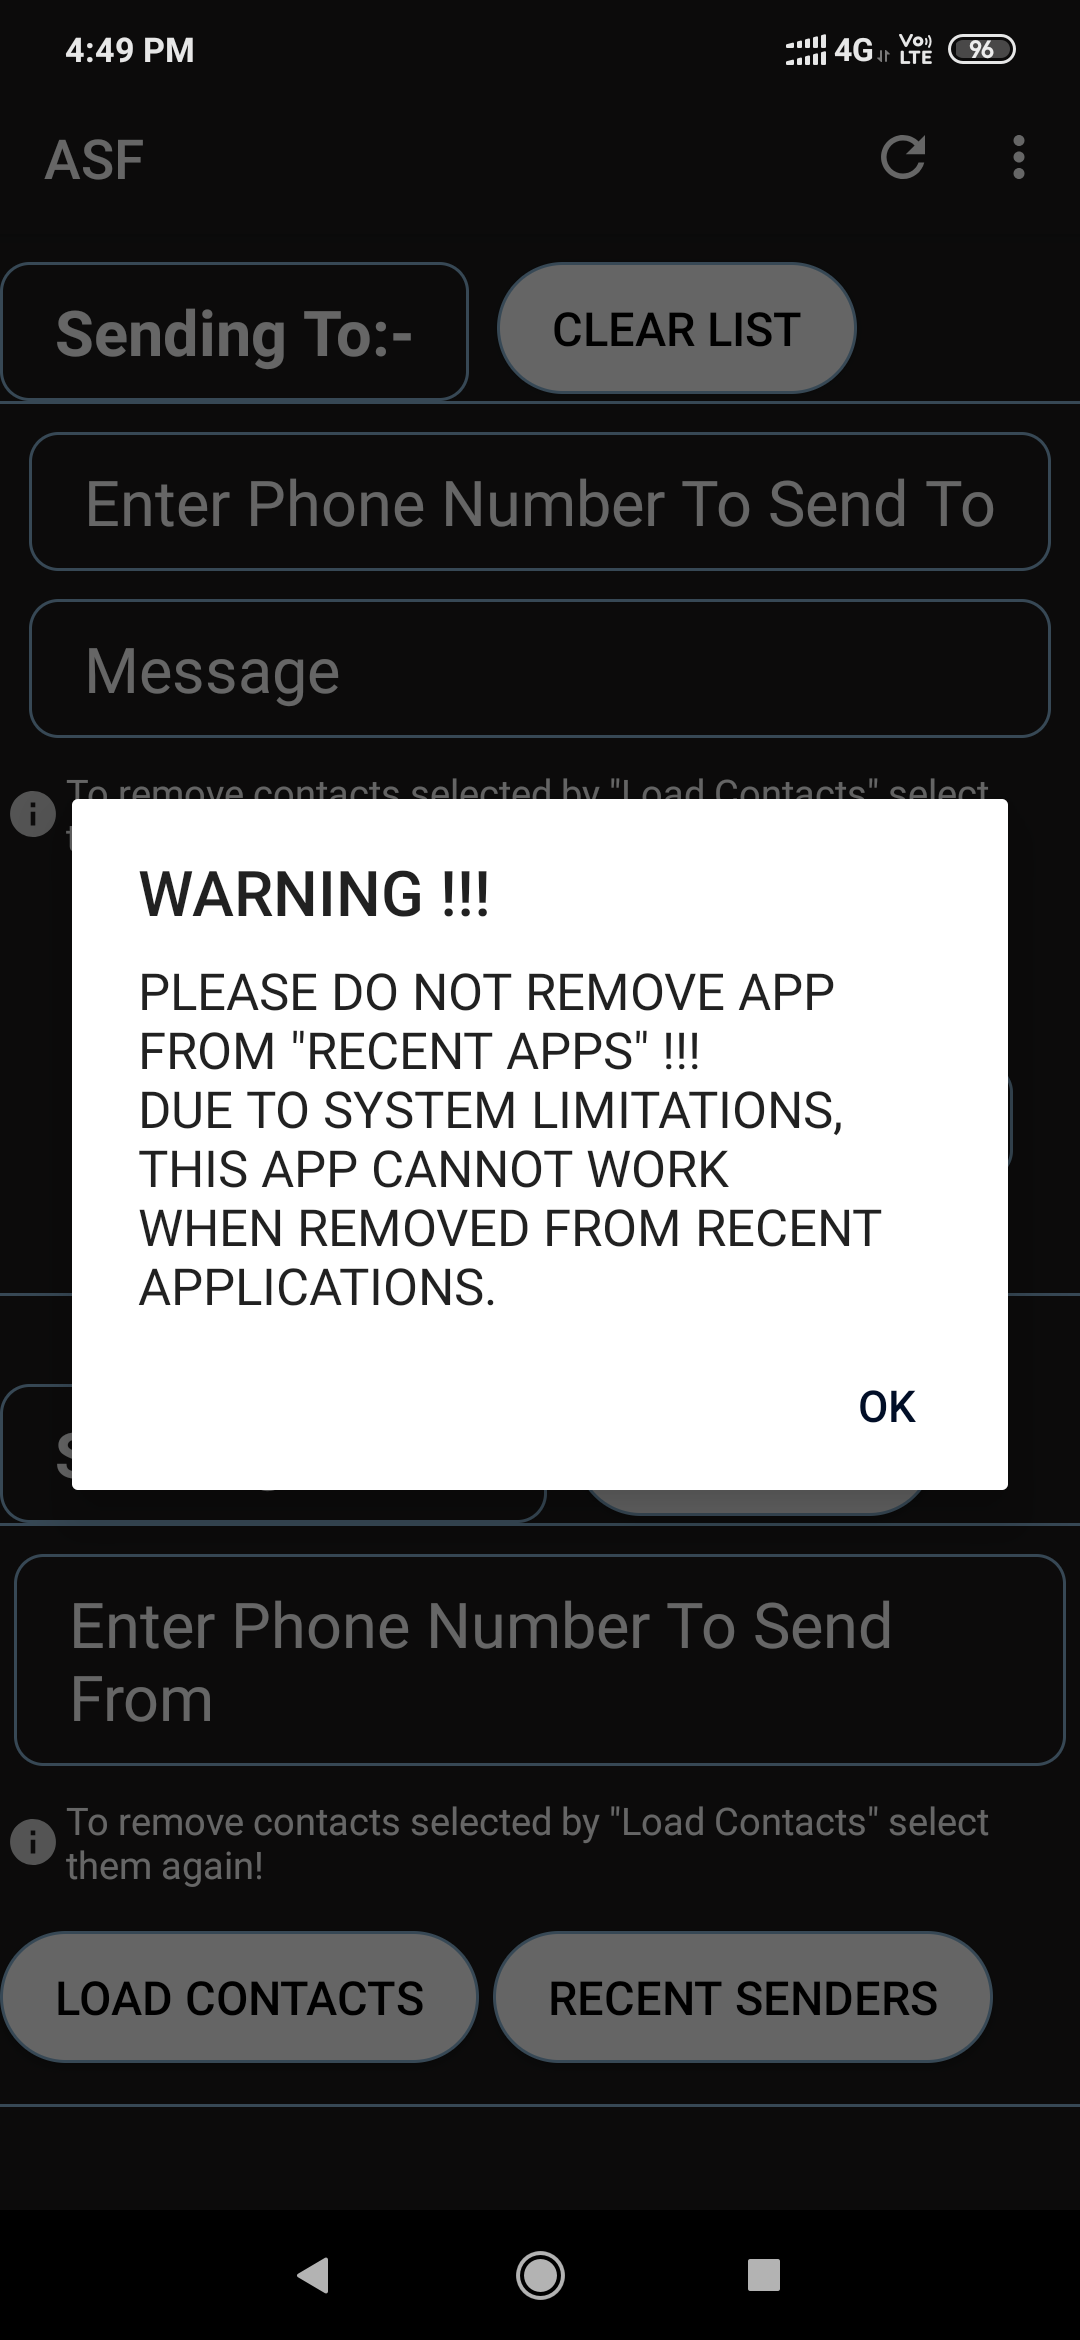 4:49 PM
4G
Vo))
LTE
96
ASF
Sending To:-
CLEAR LIST
Enter Phone Number To Send To
Message
To remove contacts selected by "Load Contacts" select
WARNING !!!
PLEASE DO NOT REMOVE APP
FROM "RECENT APPS" !!!
DUE TO SYSTEM LIMITATIONS,
THIS APP CANNOT WORK
WHEN REMOVED FROM RECENT
APPLICATIONS.
OK
Enter Phone Number To Send
From
To remove contacts selected by "Load Contacts" select
them again!
LOAD CONTACTS
RECENT SENDERS